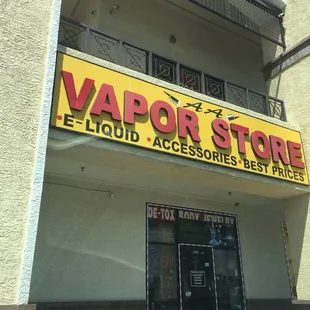 AA
VAPOR STORE
•E-LIQUID •ACCESSORIES •BEST PRICES
DE-TOX BODY JEWELRY